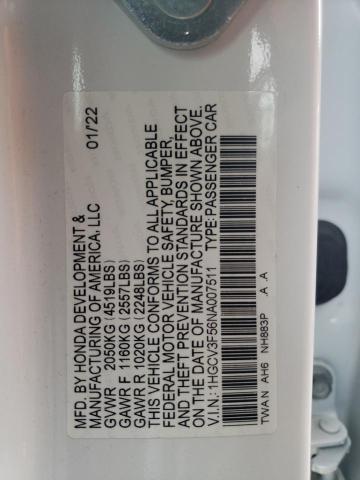 MFD. BY HONDA DEVELOPMENT &
MANUFACTURING OF AMERICA, LLC 01/22
GVWR 2050KG (4519LBS)
GAWR F 1160KG (2557LBS)
GAWR R 1020KG (2248LBS)
THIS VEHICLE CONFORMS TO ALL APPLICABLE
FEDERAL MOTOR VEHICLE SAFETY, BUMPER,
AND THEFT PREVENTION STANDARDS IN EFFECT
ON THE DATE OF MANUFACTURE SHOWN ABOVE.
V.I.N.: 1HGCV3F56NA007511 TYPE: PASSENGER CAR
TWAN AH6 NH883P A A